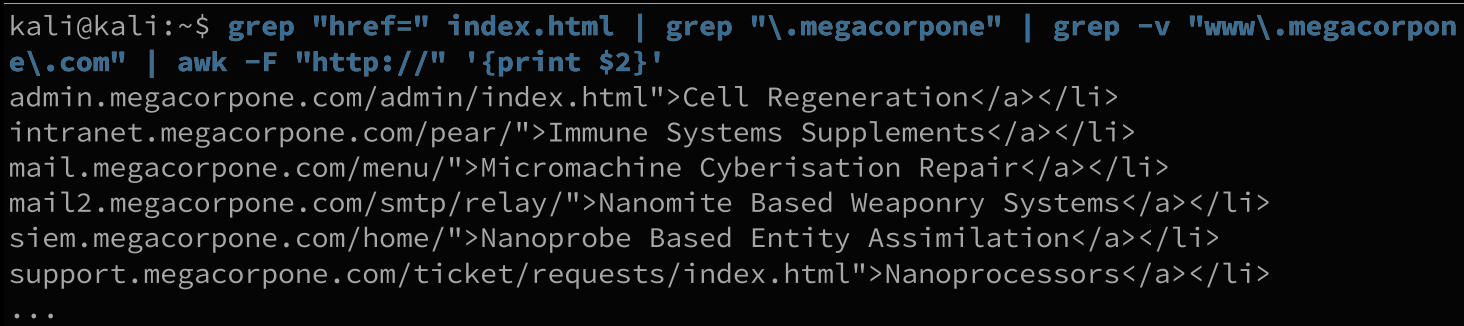 kali@kali:~$ grep "href=" index.html | grep "\.megacorpone" | grep -v "www\.megacorpon
e\.com" | awk -F "http://" '{print $2}'
admin.megacorpone.com/admin/index.html">Cell Regeneration</a></li>
intranet.megacorpone.com/pear/">Immune Systems Supplements</a></li>
mail.megacorpone.com/menu/">Micromachine Cyberisation Repair</a></li>
mail2.megacorpone.com/smtp/relay/">Nanomite Based Weaponry Systems</a></li>
siem.megacorpone.com/home/">Nanoprobe Based Entity Assimilation</a></li>
support.megacorpone.com/ticket/requests/index.html">Nanoprocessors</a></li>
...